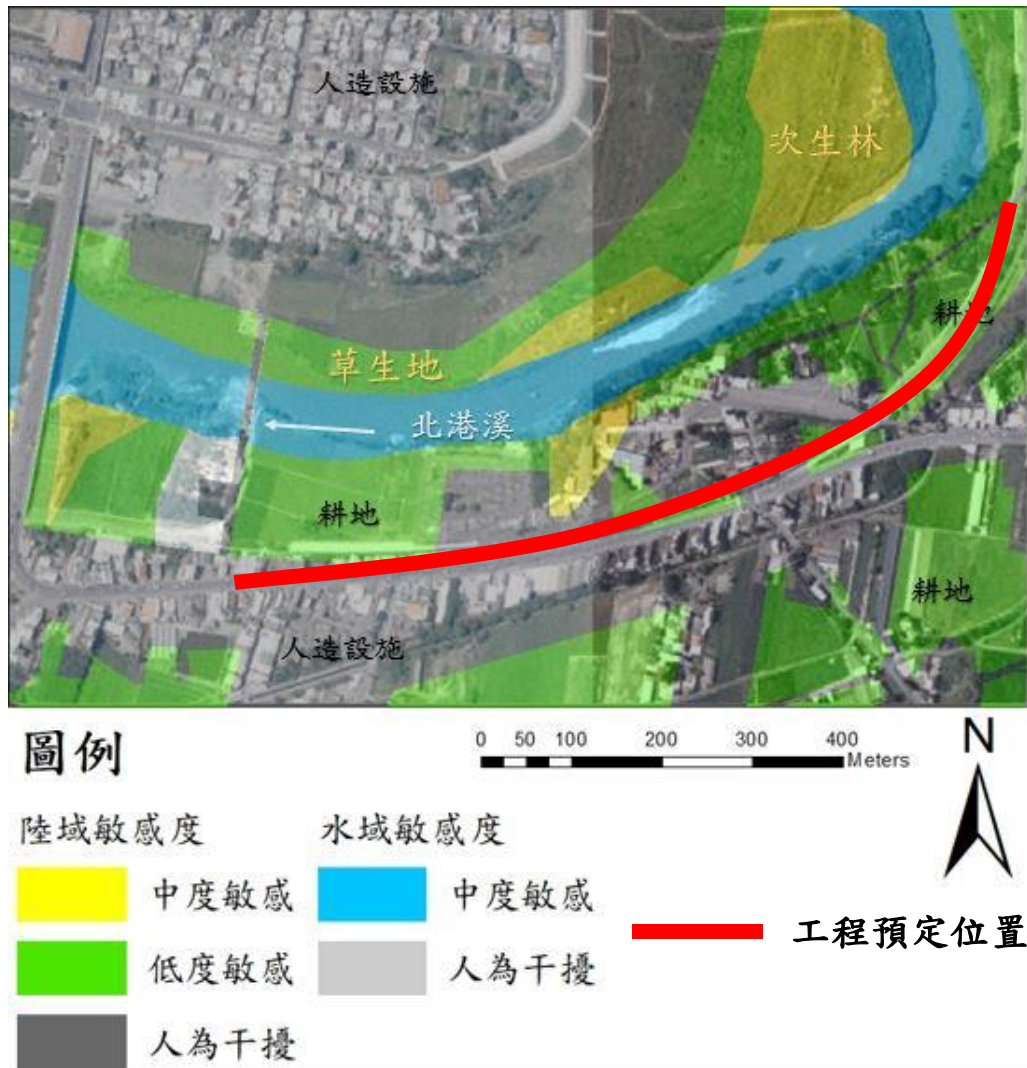 人造設施
次生林
耕地
草生地
北港溪
耕地
耕地
人造設施
圖例
0 50 100 200 300 400
Meters
N
陸域敏感度
水域敏感度
中度敏感
中度敏感
工程預定位置
低度敏感
人為干擾
人為干擾